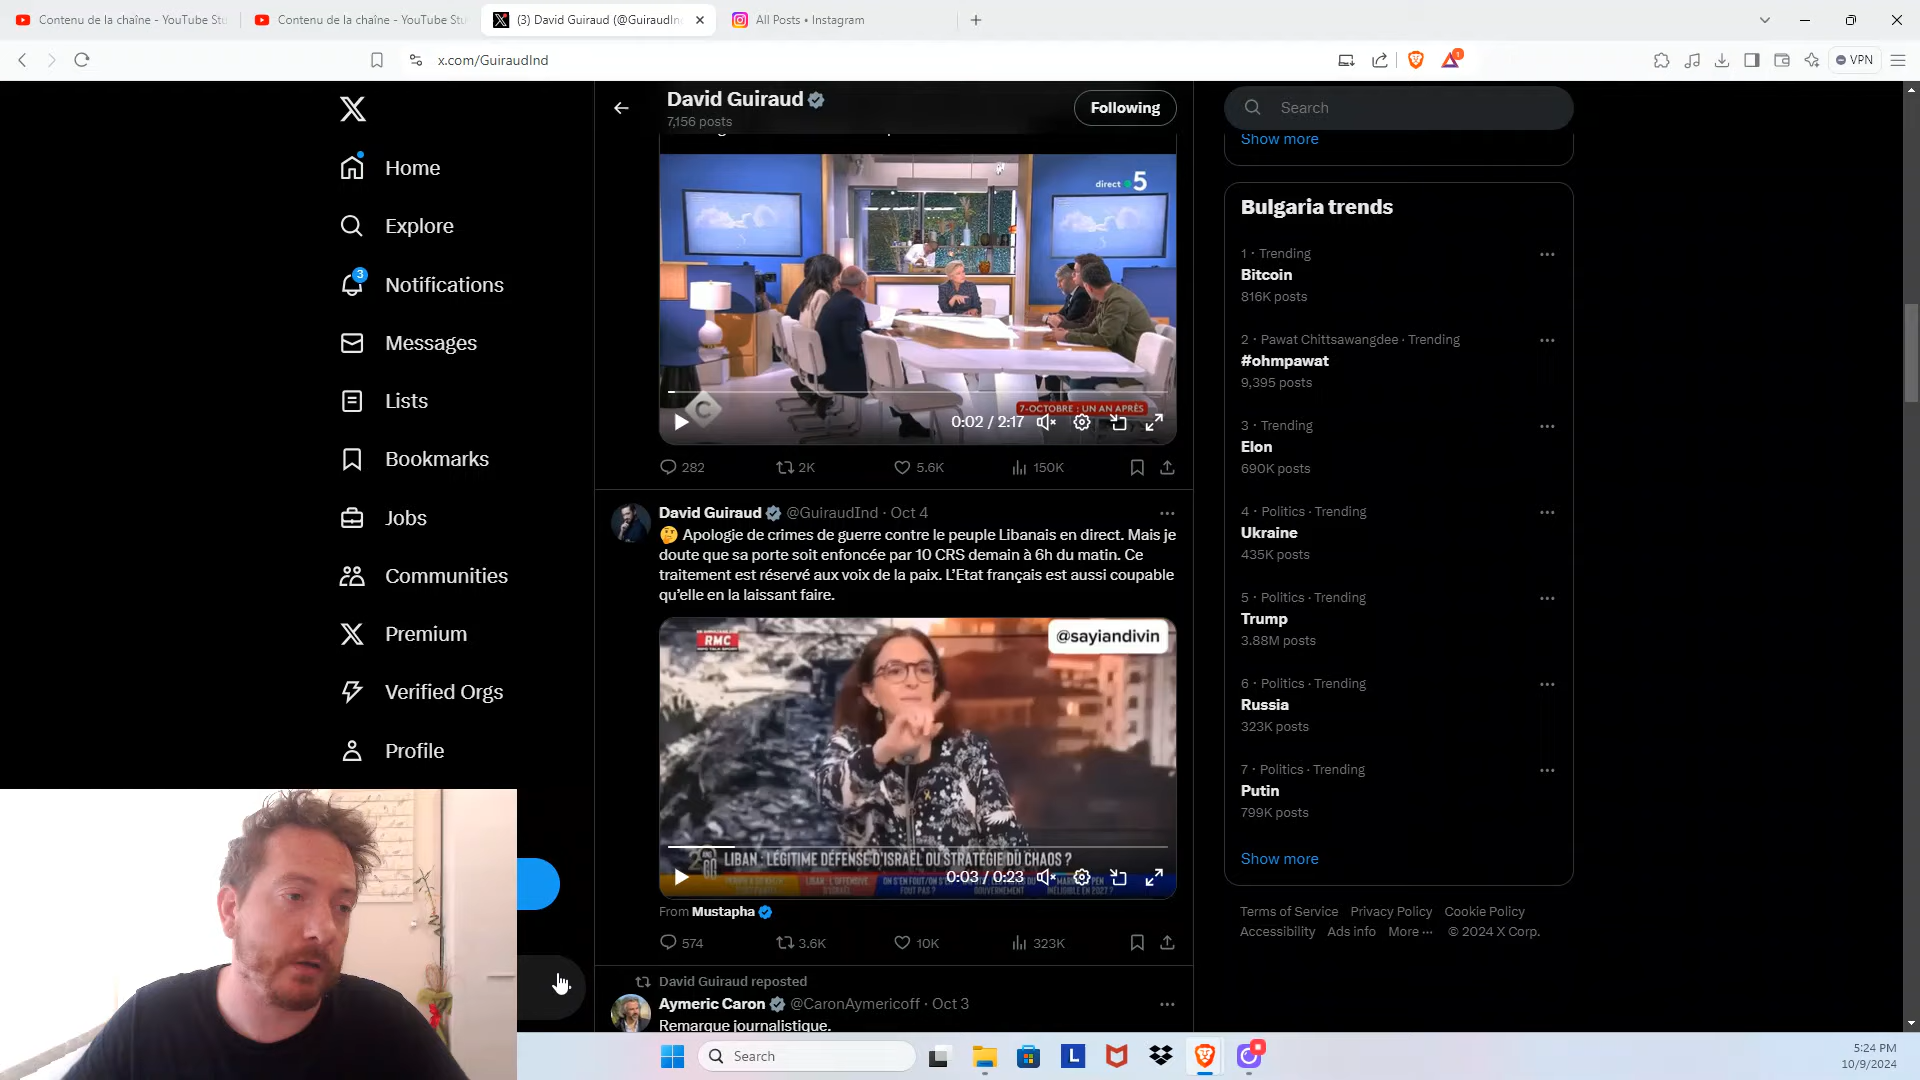 Contenu de la chaîne - YouTube Stu
Contenu de la chaîne - YouTube Stu
(3) David Guiraud (@GuiraudInd
All Posts • Instagram
x.com/GuiraudInd
1
VPN
David Guiraud
7,156 posts
Following
Search
Show more
Home
Explore
3
Notifications
Messages
Lists
Bookmarks
Jobs
Communities
Premium
Verified Orgs
Profile
direct 5
7-OCTOBRE : UN AN APRÈS
0:02 / 2:17
282
2K
5.6K
150K
David Guiraud @GuiraudInd · Oct 4
🤔 Apologie de crimes de guerre contre le peuple Libanais en direct. Mais je
doute que sa porte soit enfoncée par 10 CRS demain à 6h du matin. Ce
traitement est réservé aux voix de la paix. L’Etat français est aussi coupable
qu’elle en la laissant faire.
RMC
@sayiandivin
LIBAN : LÉGITIME DÉFENSE D'ISRAËL OU STRATÉGIE DU CHAOS ?
0:03 / 0:23
From Mustapha
574
3.6K
10K
323K
David Guiraud reposted
Aymeric Caron @CaronAymericoff · Oct 3
Remarque journalistique.
Bulgaria trends
1 · Trending
Bitcoin
816K posts
2 · Pawat Chittsawangdee · Trending
#ohmpawat
9,395 posts
3 · Trending
Elon
690K posts
4 · Politics · Trending
Ukraine
435K posts
5 · Politics · Trending
Trump
3.88M posts
6 · Politics · Trending
Russia
323K posts
7 · Politics · Trending
Putin
799K posts
Show more
Terms of Service Privacy Policy Cookie Policy
Accessibility Ads info More ··· © 2024 X Corp.
Search
L
5:24 PM
10/9/2024